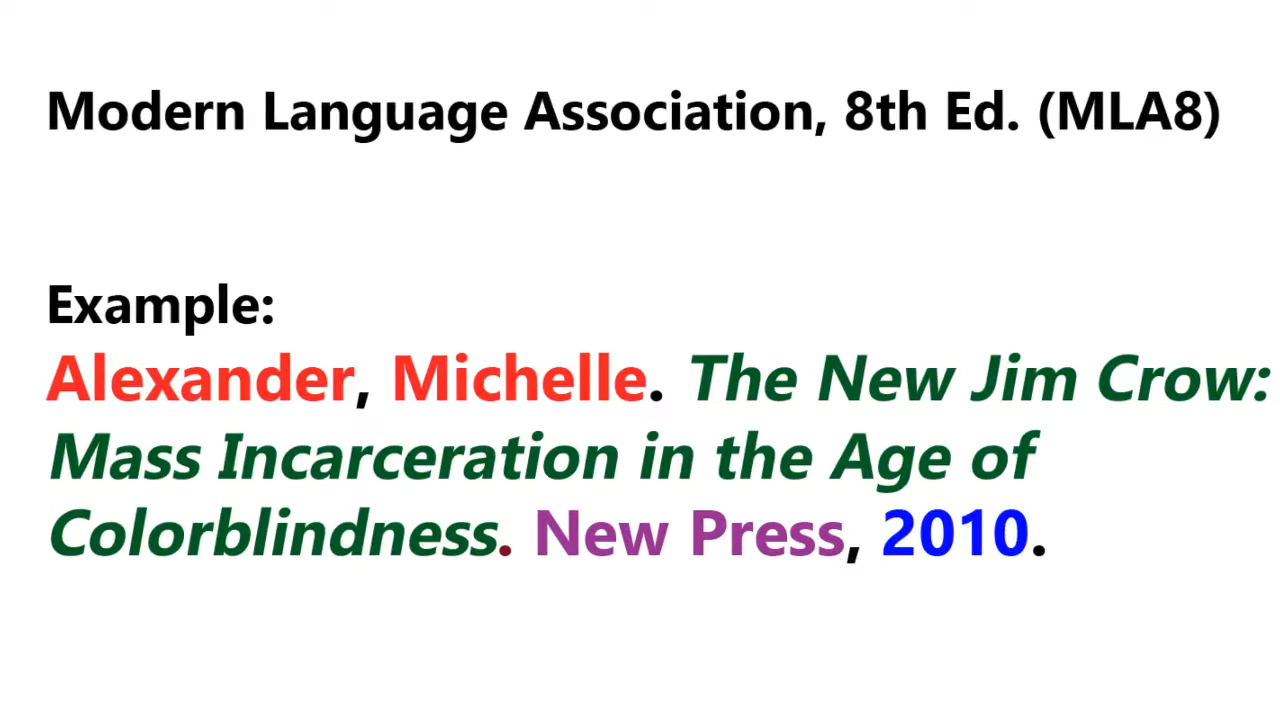 Modern Language Association, 8th Ed. (MLA8)
Example:
Alexander, Michelle. The New Jim Crow:
Mass Incarceration in the Age of
Colorblindness. New Press, 2010.